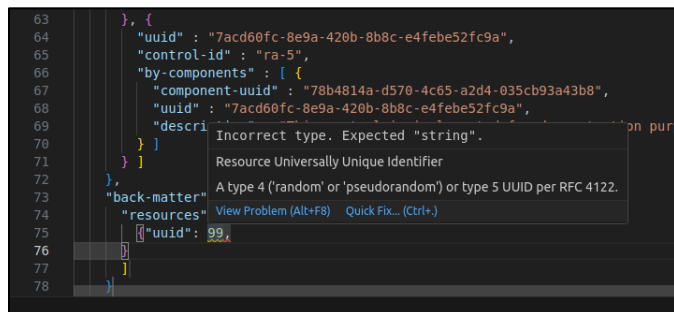 63 }, {
64 "uuid" : "7acd60fc-8e9a-420b-8b8c-e4febe52fc9a",
65 "control-id" : "ra-5",
66 "by-components" : [ {
67 "component-uuid" : "78b4814a-d570-4c65-a2d4-035cb93a43b8",
68 "uuid" : "7acd60fc-8e9a-420b-8b8c-e4febe52fc9a",
69 "descri on pur
Incorrect type. Expected "string".
70 } ]
Resource Universally Unique Identifier
71 } ]
72 },
A type 4 ('random' or 'pseudorandom') or type 5 UUID per RFC 4122.
73 "back-matter"
View Problem (Alt+F8) Quick Fix... (Ctrl+.)
74 "resources"
75 {"uuid": 99,
76 }
77 ]
78 }